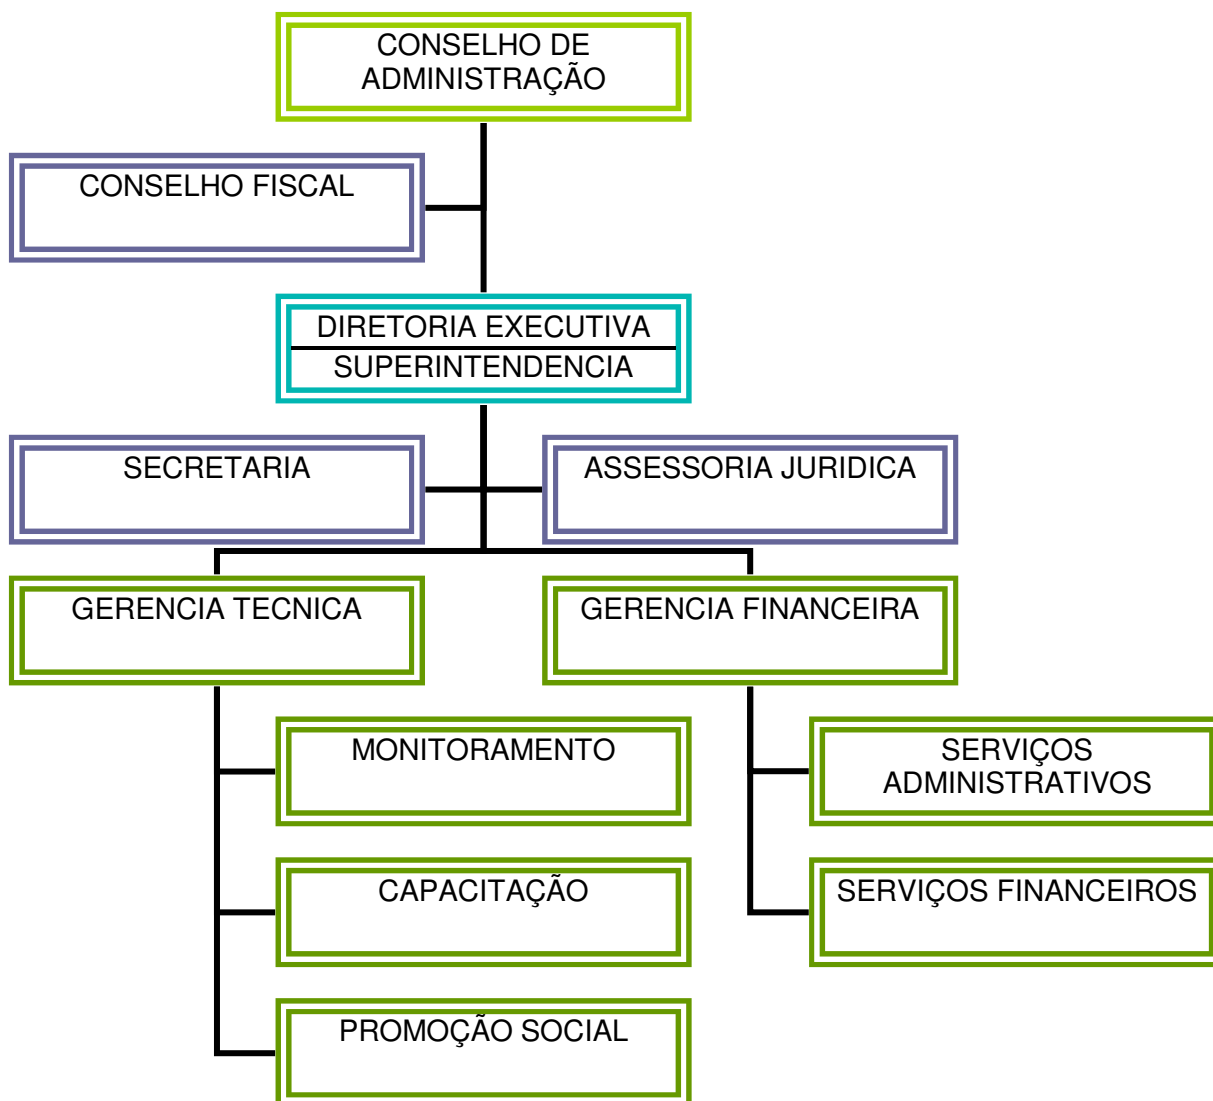 CONSELHO DE
ADMINISTRAÇÃO
CONSELHO FISCAL
DIRETORIA EXECUTIVA
SUPERINTENDENCIA
SECRETARIA
ASSESSORIA JURIDICA
GERENCIA TECNICA
GERENCIA FINANCEIRA
MONITORAMENTO
SERVIÇOS
ADMINISTRATIVOS
CAPACITAÇÃO
SERVIÇOS FINANCEIROS
PROMOÇÃO SOCIAL